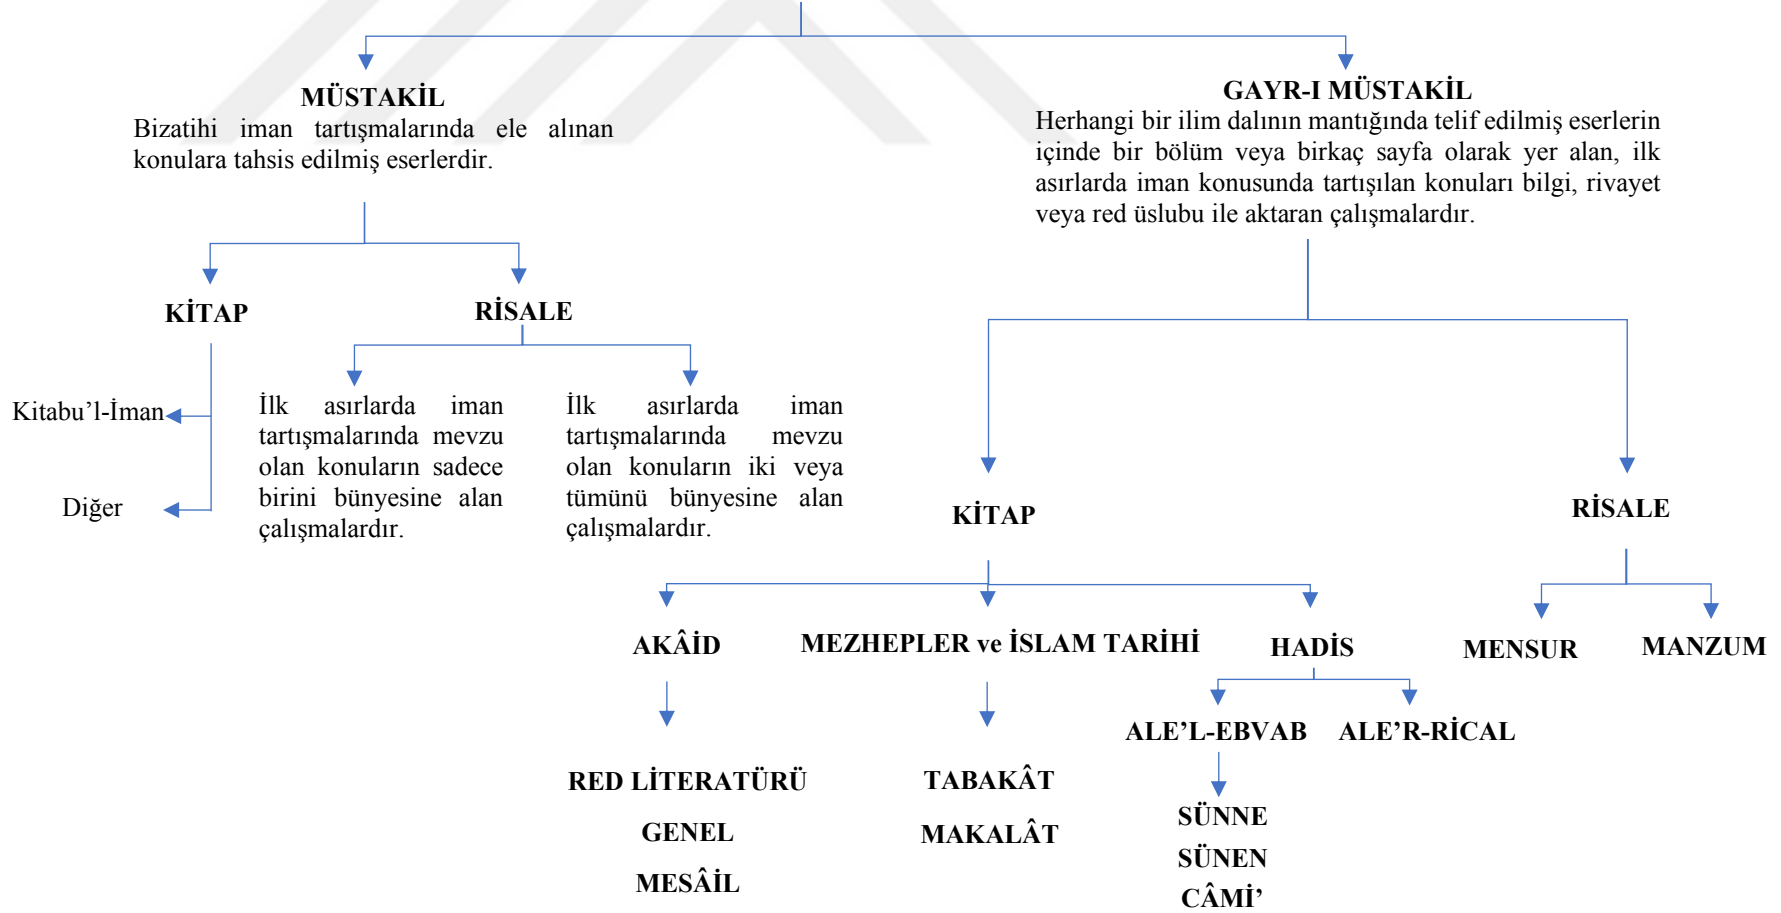 MÜSTAKİL
Bizatihi iman tartışmalarında ele alınan
konulara tahsis edilmiş eserlerdir.
GAYR-I MÜSTAKİL
Herhangi bir ilim dalının mantığında telif edilmiş eserlerin
içinde bir bölüm veya birkaç sayfa olarak yer alan, ilk
asırlarda iman konusunda tartışılan konuları bilgi, rivayet
veya red üslubu ile aktaran çalışmalardır.
KİTAP
RİSALE
Kitabu’l-İman
Diğer
İlk asırlarda iman
tartışmalarında mevzu
olan konuların sadece
birini bünyesine alan
çalışmalardır.
İlk asırlarda iman
tartışmalarında mevzu
olan konuların iki veya
tümünü bünyesine alan
çalışmalardır.
KİTAP
RİSALE
AKÂİD
MEZHEPLER ve İSLAM TARİHİ
HADİS
MENSUR
MANZUM
ALE’L-EBVAB
ALE’R-RİCAL
RED LİTERATÜRÜ
GENEL
MESÂİL
TABAKÂT
MAKALÂT
SÜNNE
SÜNEN
CÂMİ’